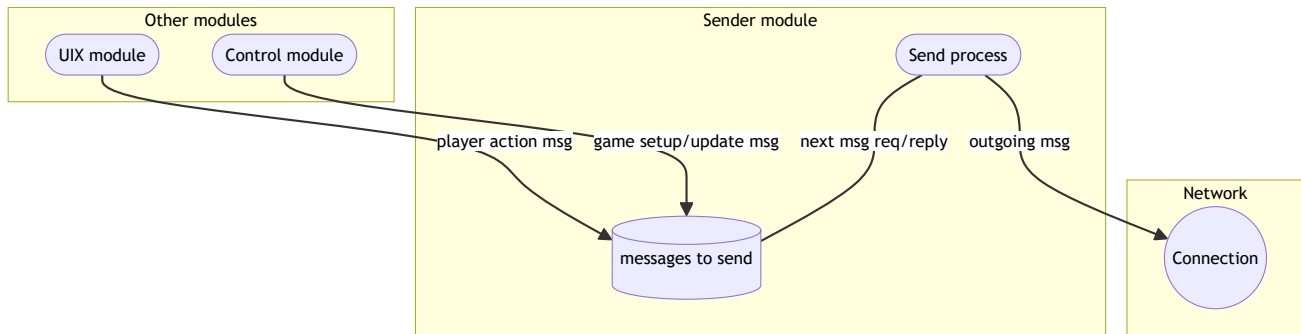 Other modules
Sender module
UIX module
Control module
Send process
player action msg
game setup/update msg
next msg req/reply
outgoing msg
Network
messages to send
Connection